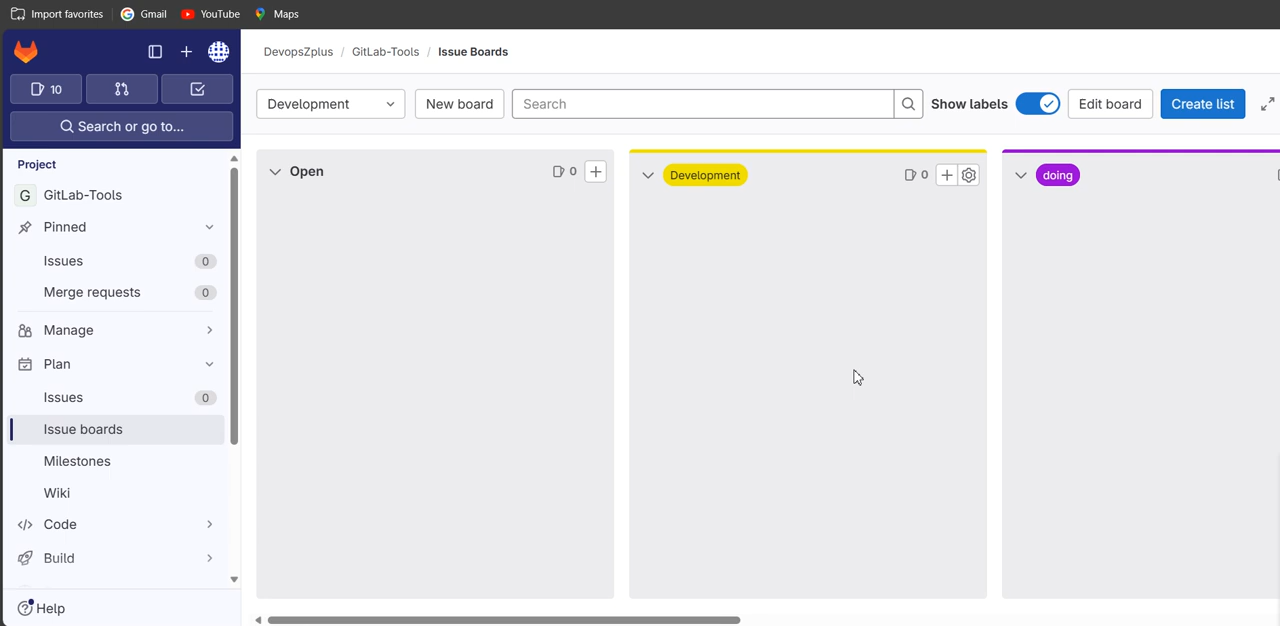 Import favorites Gmail YouTube Maps
DevopsZplus / GitLab-Tools / Issue Boards
10
Search or go to...
Development New board Search Show labels Edit board Create list
Project
G GitLab-Tools
Pinned
Issues 0
Merge requests 0
Manage
Plan
Issues 0
Issue boards
Milestones
Wiki
Code
Build
Help
Open 0
Development 0
doing